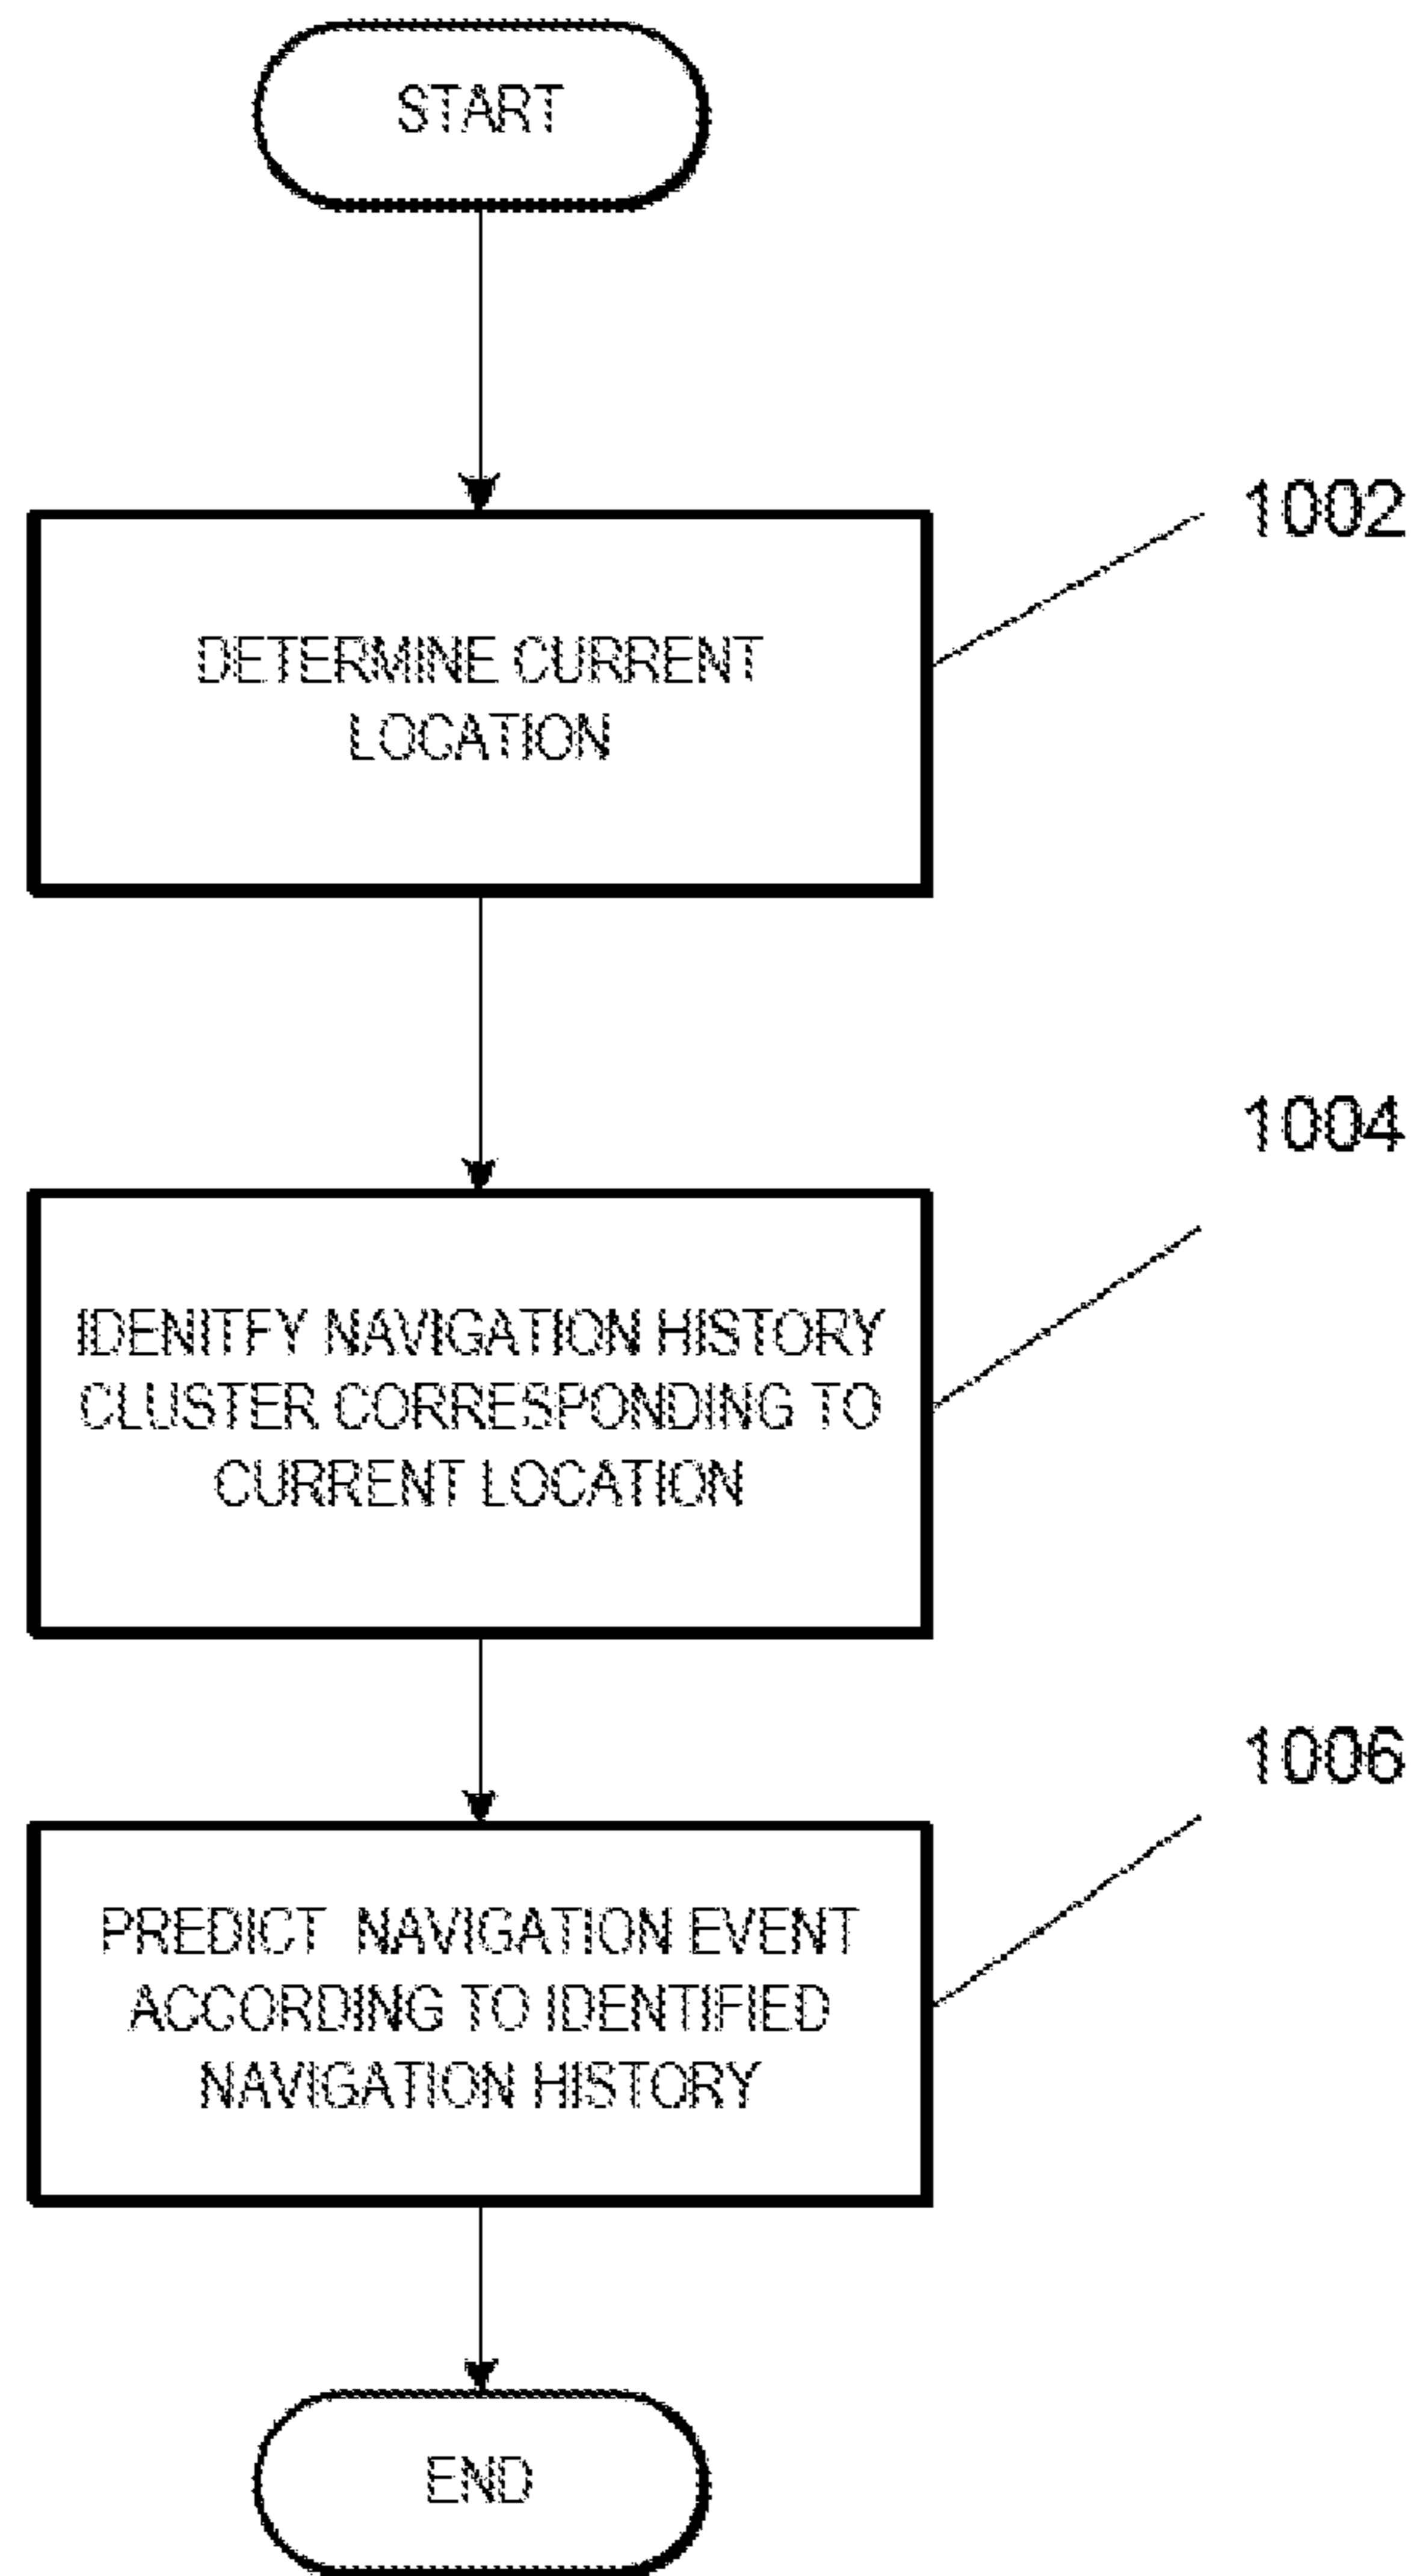 START
1002
DETERMINE CURRENT
LOCATION
1004
IDENITFY NAVIGATION HISTORY
CLUSTER CORRESPONDING TO
CURRENT LOCATION
1006
PREDICT NAVIGATION EVENT
ACCORDING TO IDENTIFIED
NAVIGATION HISTORY
END